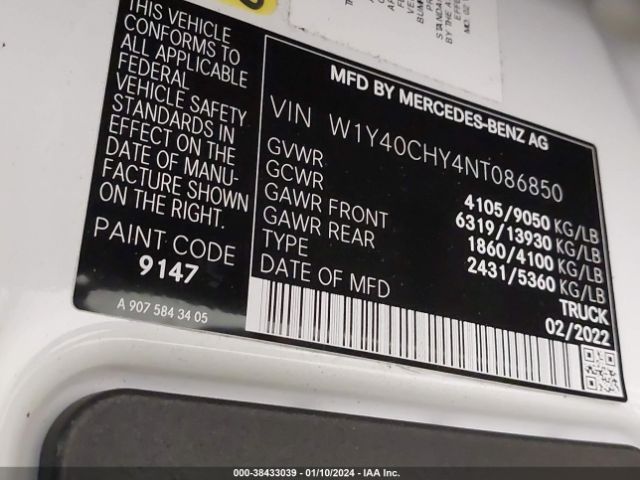 THIS VEHICLE
CONFORMS TO
ALL APPLICABLE
FEDERAL
VEHICLE SAFETY
STANDARDS IN
EFFECT ON THE
DATE OF MANU-
FACTURE SHOWN
ON THE RIGHT.
PAINT CODE
9147
A 907 584 34 05
MFD BY MERCEDES-BENZ AG
VIN W1Y40CHY4NT086850
GVWR 4105/9050 KG/LB
GCWR 6319/13930 KG/LB
GAWR FRONT 1860/4100 KG/LB
GAWR REAR 2431/5360 KG/LB
TYPE TRUCK
DATE OF MFD 02/2022
000-38433039 - 01/10/2024 - IAA Inc.